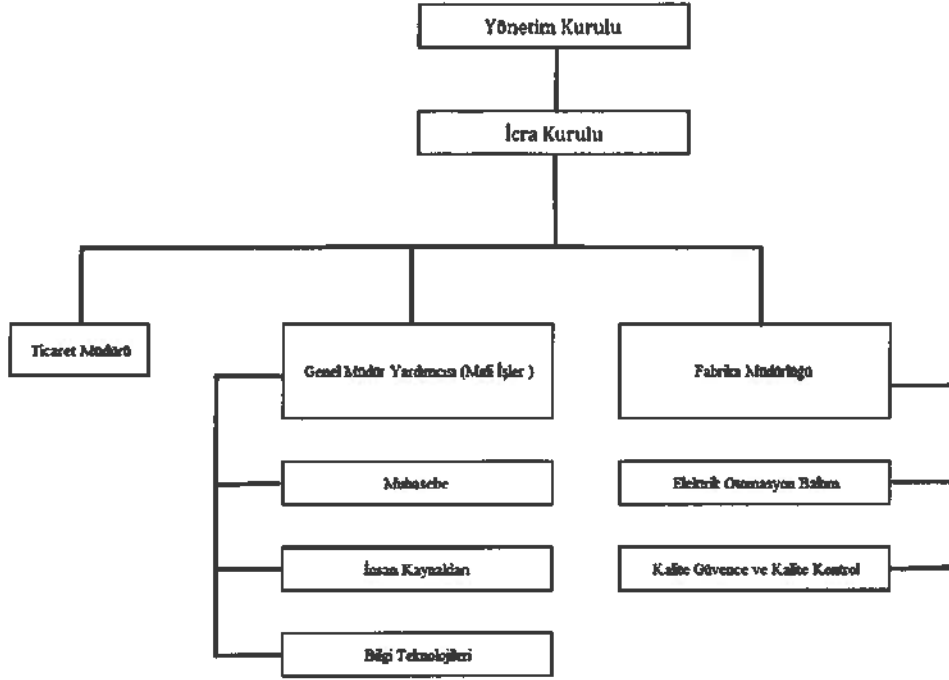 Yönetim Kurulu
İcra Kurulu
Ticaret Müdürü
Genel Müdür Yardımcısı (Mali İşler )
Fabrika Müdürlüğü
Muhasebe
Elektrik Otomasyon Bakım
İnsan Kaynakları
Kalite Güvence ve Kalite Kontrol
Bilgi Teknolojileri